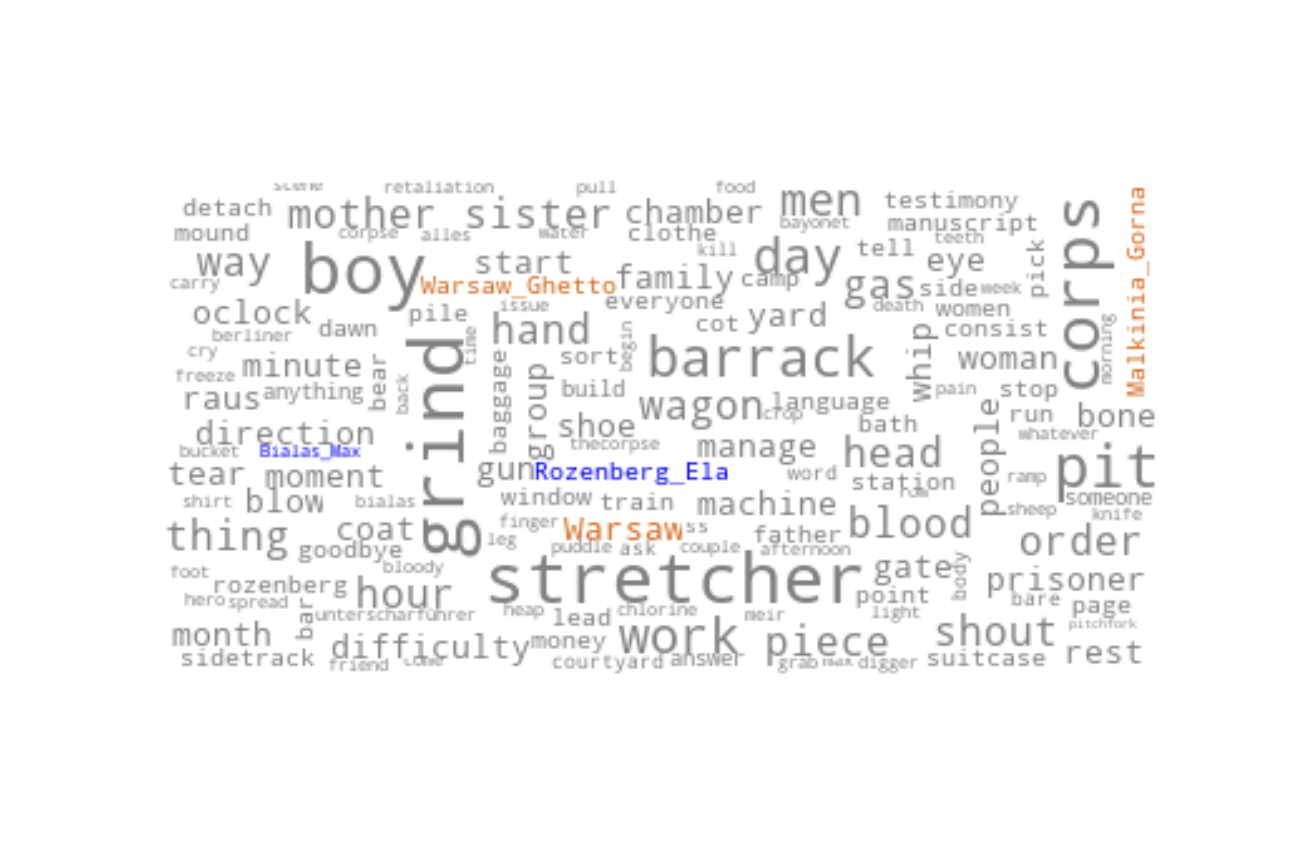 scene retaliation pull food
detach mother sister chamber men testimony
mound corpse alles water clothe bayonet manuscript
way boy start kill day tell teeth eye pick corps Malkinia_Gorna
carry Warsaw_Ghetto family camp gas side week
oclock pile issue everyone death women
berliner dawn time hand begin cot yard whip consist morning
cry minute bear grind baggage group sort barrack woman
freeze raus anything back build wagon language crop pain stop
direction shoe bath people run bone
bucket Bialas_Max thecorpse manage head whatever
tear moment gun Rozenberg_Ela word station ramp pit
shirt blow bialas window train machine row someone
thing coat finger Warsaw ss father blood sheep knife
goodbye leg puddle ask couple afternoon order
foot rozenberg bloody stretcher gate body prisoner
hero spread hour point bare page
bar unterscharführer heap lead chlorine meir light pitchfork
month difficulty money work piece shout rest
sidetrack friend come courtyard answer grab max digger suitcase